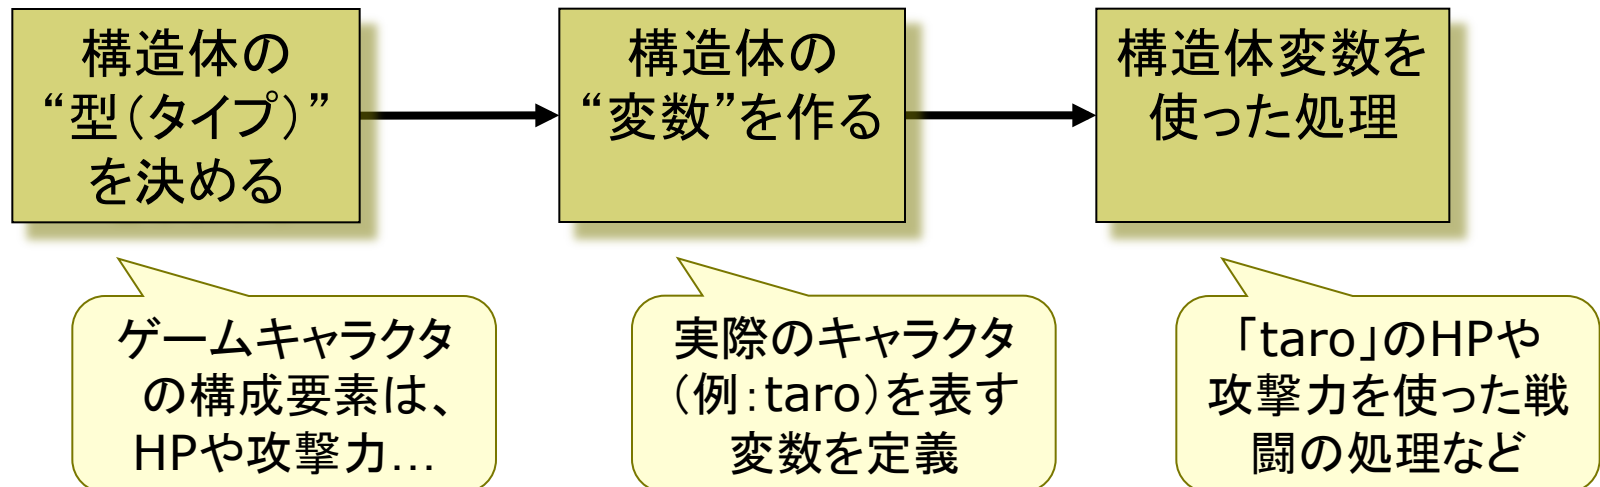 構造体の
“型（タイプ）”
を決める
構造体の
“変数”を作る
構造体変数を
使った処理
ゲームキャラクタ
の構成要素は、
HPや攻撃力…
実際のキャラクタ
（例：taro）を表す
変数を定義
「taro」のHPや
攻撃力を使った戦
闘の処理など